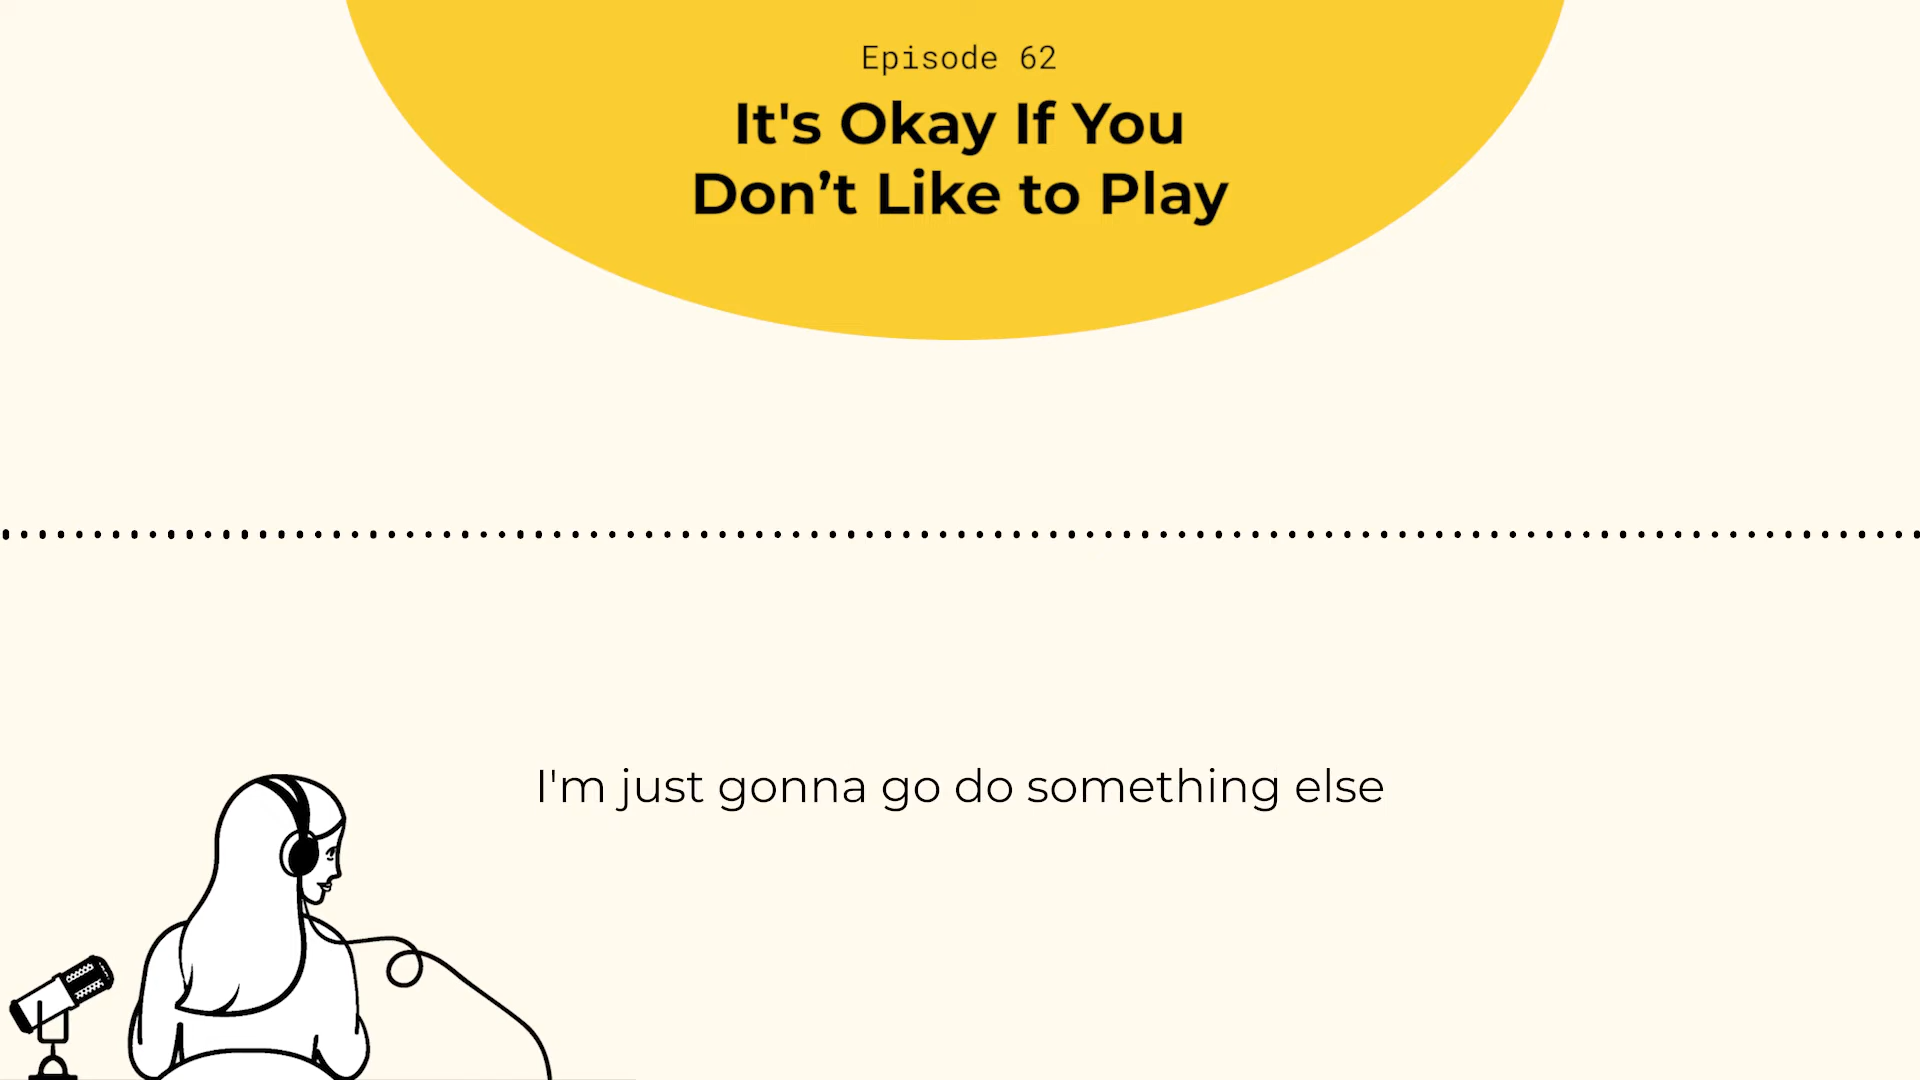 Episode 62
It's Okay If You
Don’t Like to Play
I'm just gonna go do something else